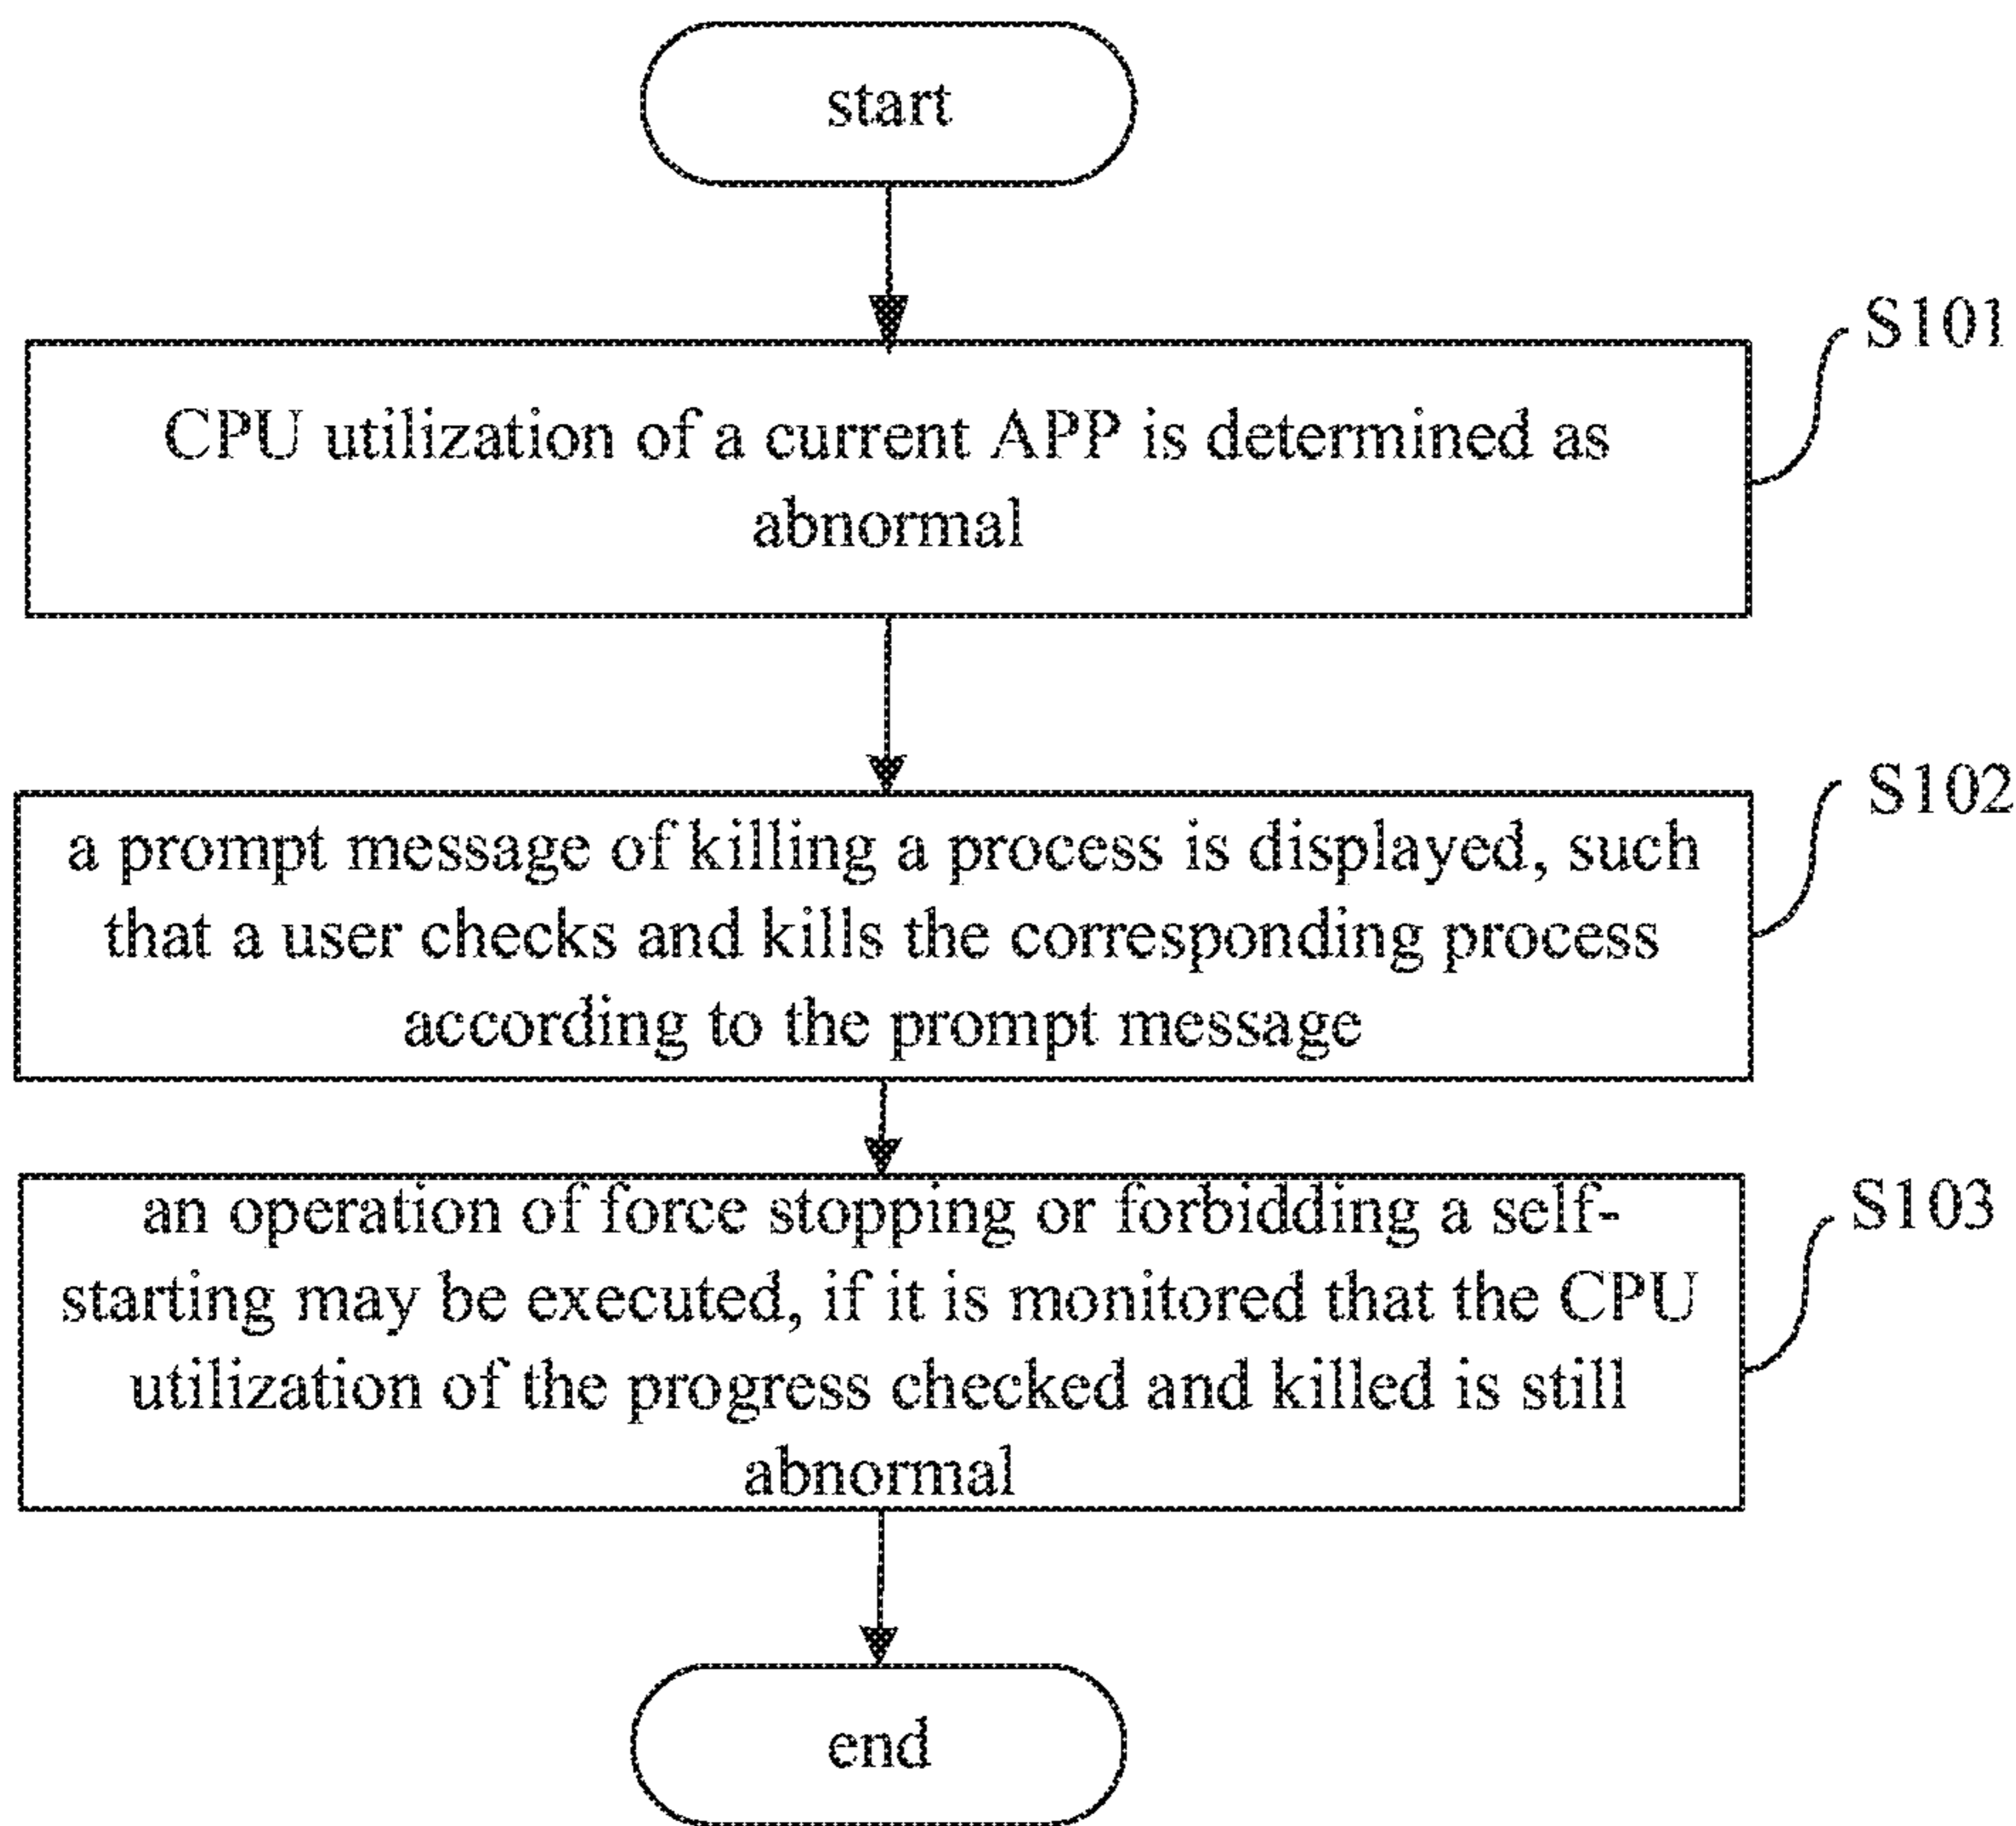 start
S101
CPU utilization of a current APP is determined as
abnormal
S102
a prompt message of killing a process is displayed, such
that a user checks and kills the corresponding process
according to the prompt message
S103
an operation of force stopping or forbidding a self-
starting may be executed, if it is monitored that the CPU
utilization of the progress checked and killed is still
abnormal
end